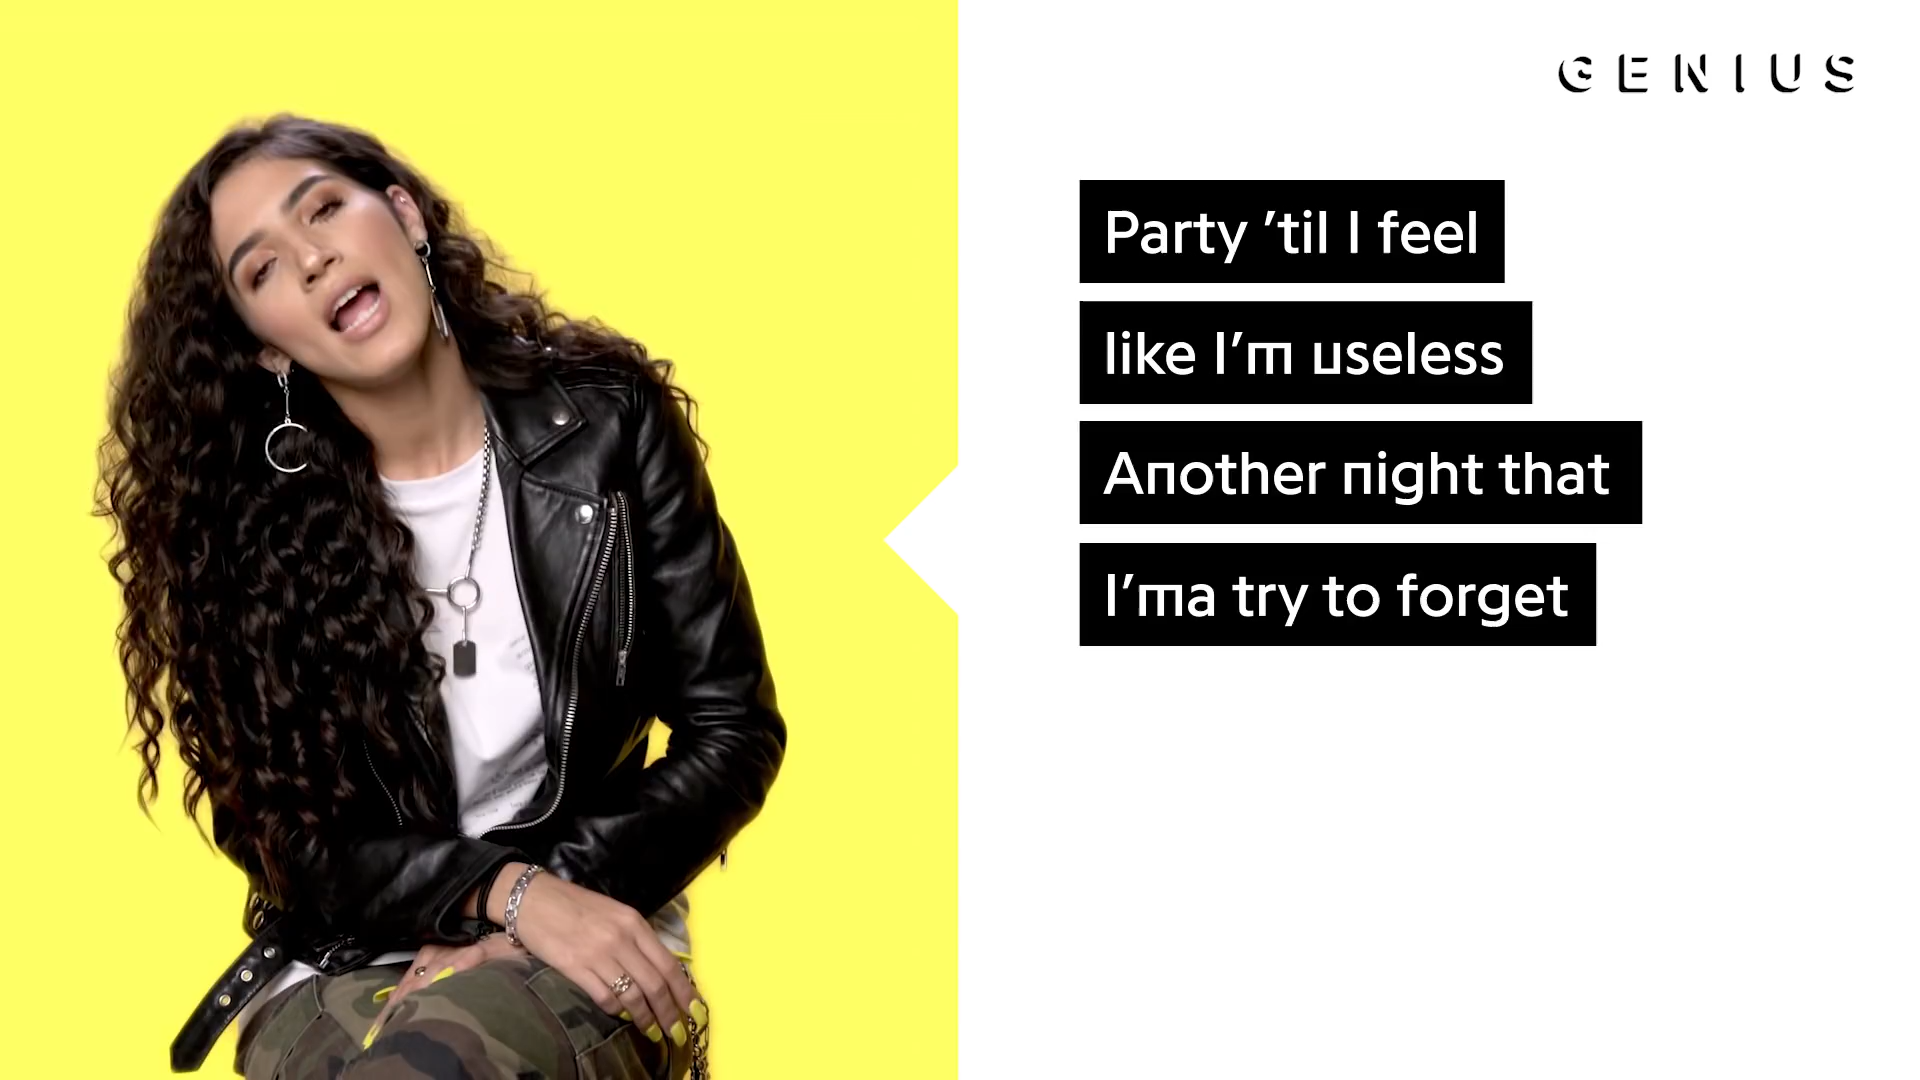 GENIUS
Party ’til I feel
like I’m useless
Another night that
I’ma try to forget